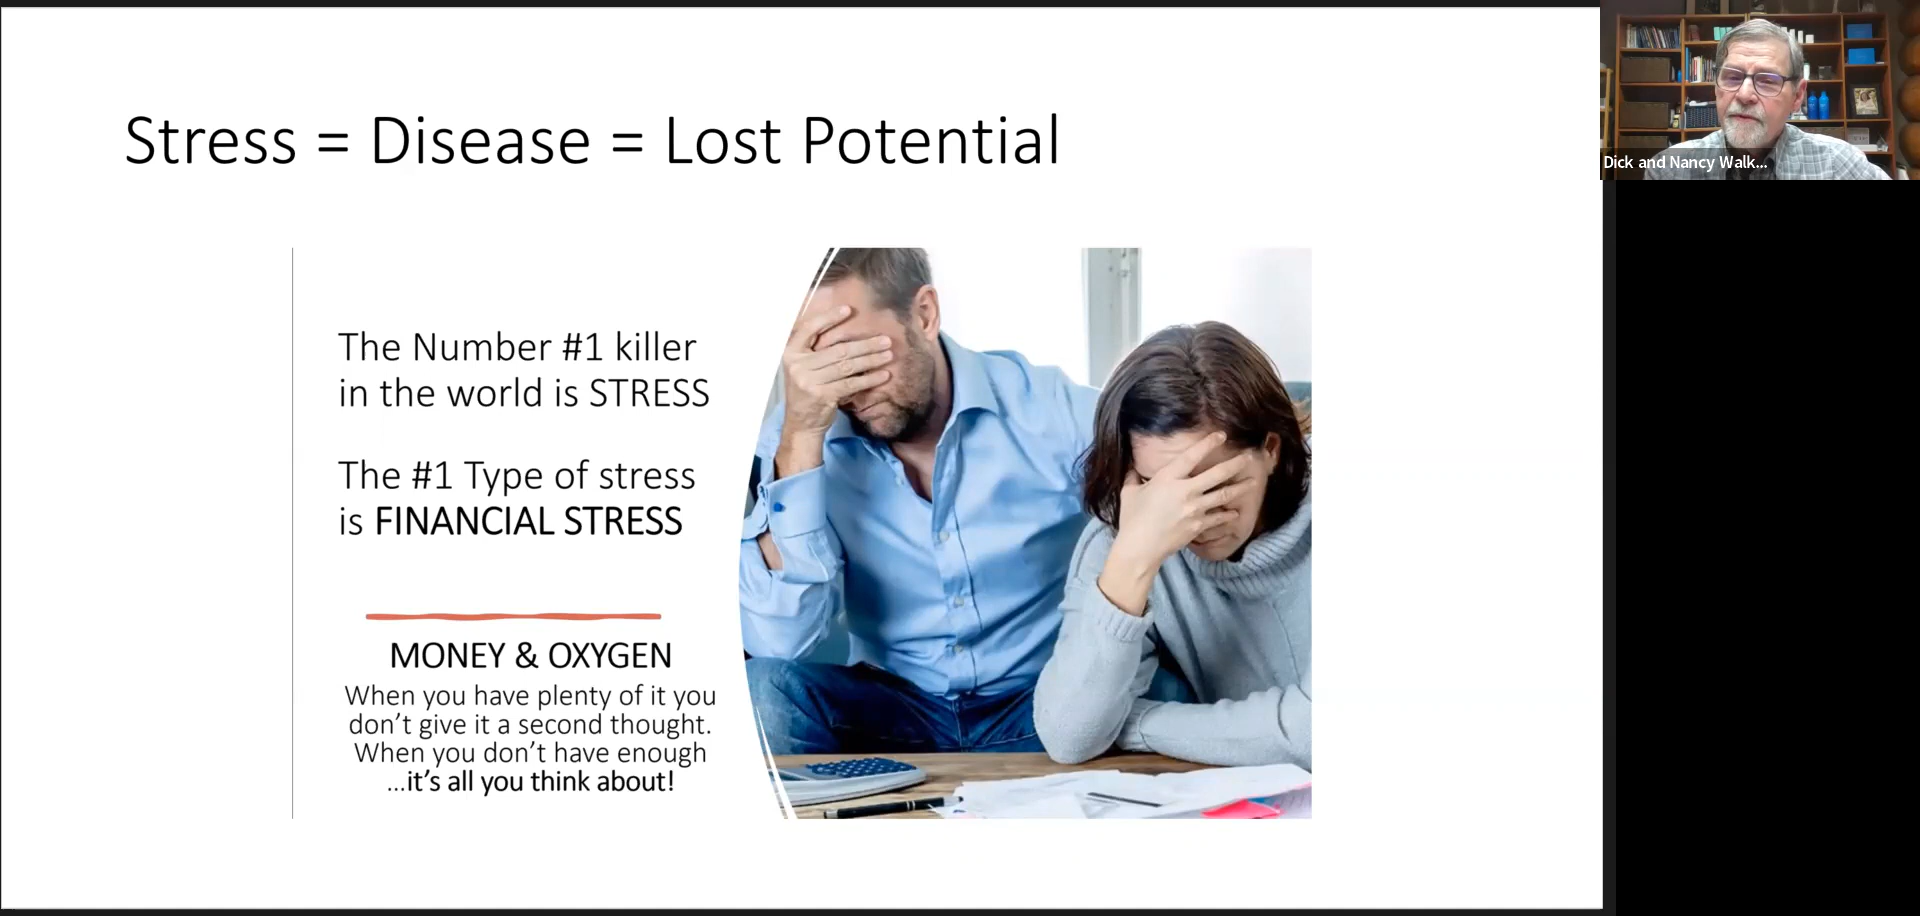 Stress = Disease = Lost Potential
The Number #1 killer
in the world is STRESS
The #1 Type of stress
is FINANCIAL STRESS
MONEY & OXYGEN
When you have plenty of it you
don't give it a second thought.
When you don't have enough
...it's all you think about!
Dick and Nancy Walk...